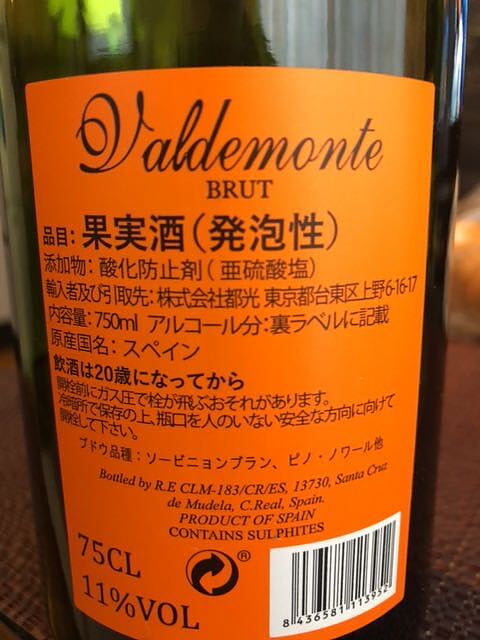 Valdemonte
BRUT
品目：果実酒（発泡性）
添加物：酸化防止剤（亜硫酸塩）
輸入者及び引取先：株式会社都光 東京都台東区上野6-16-17
内容量：750ml アルコール分：裏ラベルに記載
原産国名：スペイン
飲酒は20歳になってから
開栓前にガス圧で栓が飛ぶおそれがあります。
冷暗所で保存の上、瓶口を人のいない安全な方向に向けて
開栓して下さい。
ブドウ品種：ソービニョンブラン、ピノ・ノワール他
Bottled by R.E CLM-183/CR/ES, 13730, Santa Cruz
de Mudela, C.Real, Spain.
PRODUCT OF SPAIN
CONTAINS SULPHITES
75CL
11%VOL
®
8 436581 113952